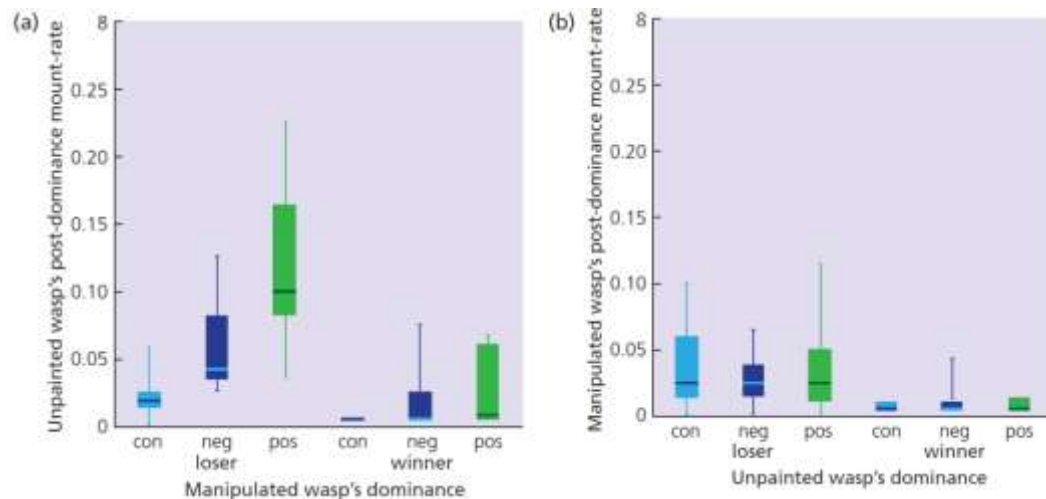 (a)
Unpainted wasp's post-dominance mount-rate
8
0.25
0.20
0.15
0.10
0.05
0
con neg pos con neg pos
loser winner
Manipulated wasp's dominance
(b)
Manipulated wasp's post-dominance mount-rate
8
0.25
0.20
0.15
0.10
0.05
0
con neg pos con neg pos
loser winner
Unpainted wasp's dominance